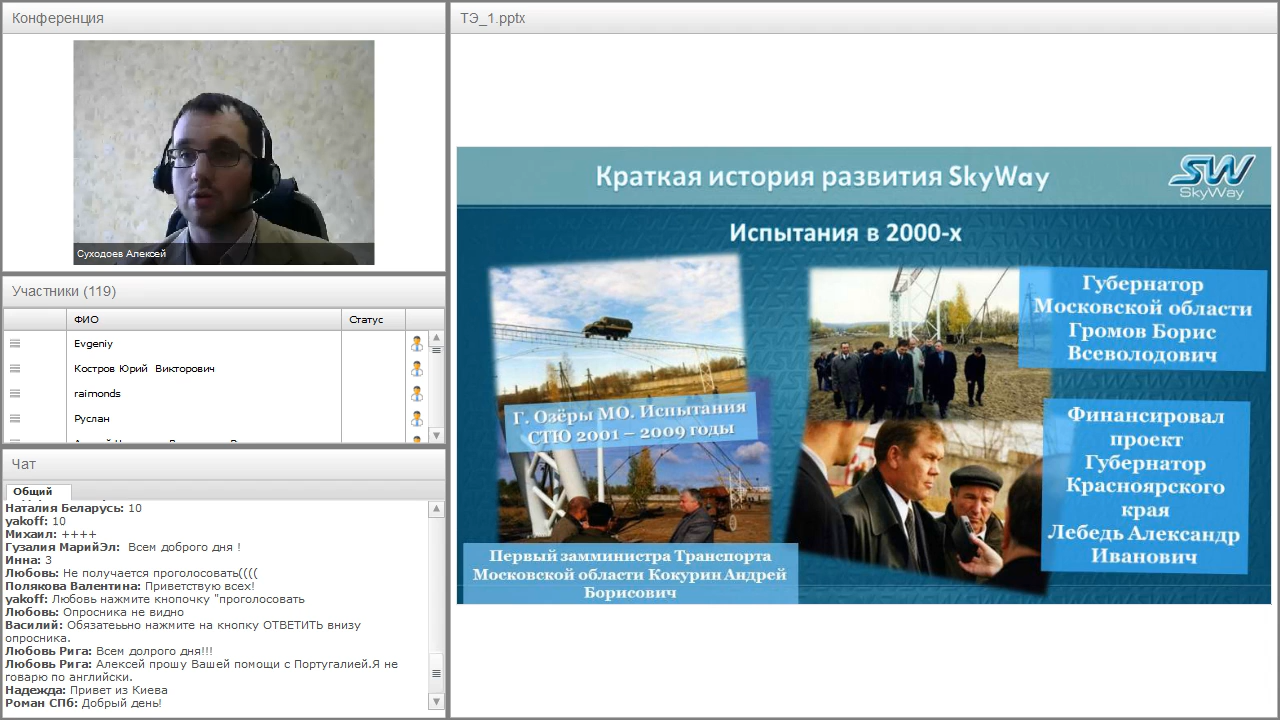 Конференция
Суходоев Алексей
Участники (119)
ФИО
Статус
Evgeniy
Костров Юрий Викторович
raimonds
Руслан
Чат
Общий
Наталия Беларусь: 10
yakoff: 10
Михаил: ++++
Гузалия МарийЭл: Всем доброго дня !
Инна: 3
Любовь: Не получается проголосовать((((
Полякова Валентина: Приветствую всех!
yakoff: Любовь нажмите кнопочку "проголосовать
Любовь: Опросника не видно
Василий: Обязатеььно нажмите на кнопку ОТВЕТИТЬ внизу
опросника.
Любовь Рига: Всем долрого дня!!!
Любовь Рига: Алексей прошу Вашей помощи с Португалией.Я не
говарю по английски.
Надежда: Привет из Киева
Роман СПб: Добрый день!
ТЭ_1.pptx
Краткая история развития SkyWay
SW
SkyWay
Испытания в 2000-х
Г. Озёры МО. Испытания
СТЮ 2001 – 2009 годы
Первый замминистра Транспорта
Московской области Кокурин Андрей
Борисович
Губернатор
Московской области
Громов Борис
Всеволодович
Финансировал
проект
Губернатор
Красноярского
края
Лебедь Александр
Иванович